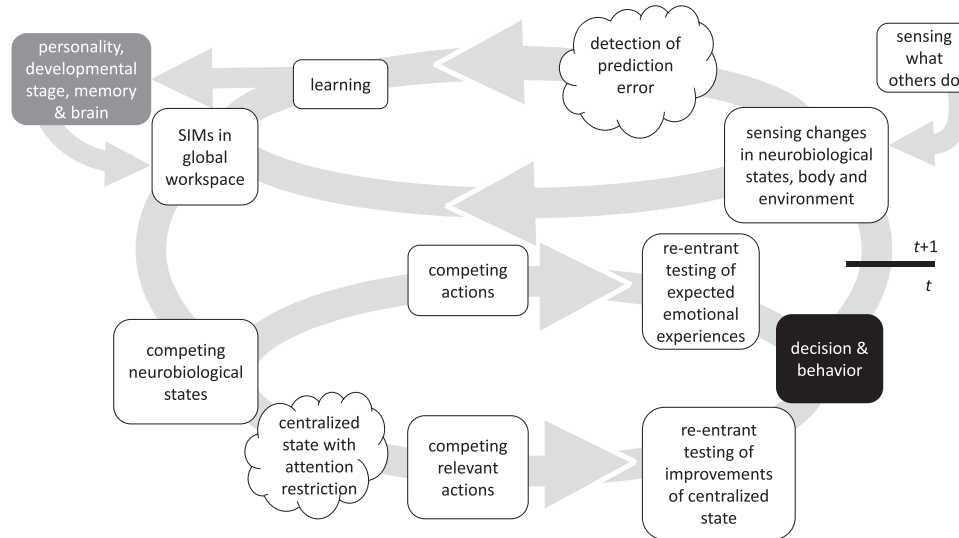 personality,
developmental
stage, memory
& brain
learning
detection of
prediction
error
sensing
what
others do
SIMs in
global
workspace
sensing changes
in neurobiological
states, body and
environment
competing
actions
re-entrant
testing of
expected
emotional
experiences
t+1
t
competing
neurobiological
states
decision &
behavior
centralized
state with
attention
restriction
competing
relevant
actions
re-entrant
testing of
improvements
of centralized
state